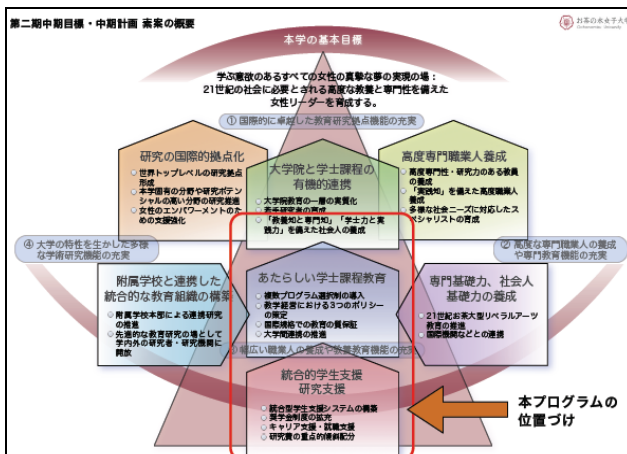 第二期中期目標・中期計画 素案の概要
お茶の水女子大学
Ochanomizu University
本学の基本目標
学ぶ意欲のあるすべての女性の真摯な夢の実現の場：
21世紀の社会に必要とされる高度な教養と専門性を備えた
女性リーダーを育成する。
① 国際的に卓越した教育研究拠点機能の充実
研究の国際的拠点化
世界トップレベルの研究拠点
形成
本学固有の分野や研究ポテン
シャルの高い分野の研究推進
女性のエンパワーメントのため
の支援強化
大学院と学士課程の
有機的連携
大学院教育の一層の実質化
若手研究者の育成
「教養知と専門知」「学士力と実
践力」を備えた社会人の養成
高度専門職業人養成
高度専門性・研究力のある教員
の養成
「実践知」を備えた高度職業人
養成
多様な社会ニーズに対応したス
ペシャリストの育成
④ 大学の特性を生かした多様
な学術研究機能の充実
② 高度な専門職業人の養成
や専門教育機能の充実
附属学校と連携した
統合的な教育組織の構築
附属学校本部による連携研究
の推進
先進的な教育研究の場として
学内外の研究者・研究機関に
開放
あたらしい学士課程教育
複数プログラム選択制の導入
教学経営における3つのポリシー
の策定
国際規格での教育の質保証
大学間連携の推進
専門基礎力、社会人
基礎力の養成
21世紀お茶大型リベラルアーツ
教育の推進
国際機関などとの連携
幅広い職業人の養成や教養教育機能の充実
統合的学生支援
研究支援
統合型学生支援システムの構築
奨学金制度の拡充
キャリア支援・就職支援
研究費の重点的傾斜配分
本プログラムの
位置づけ